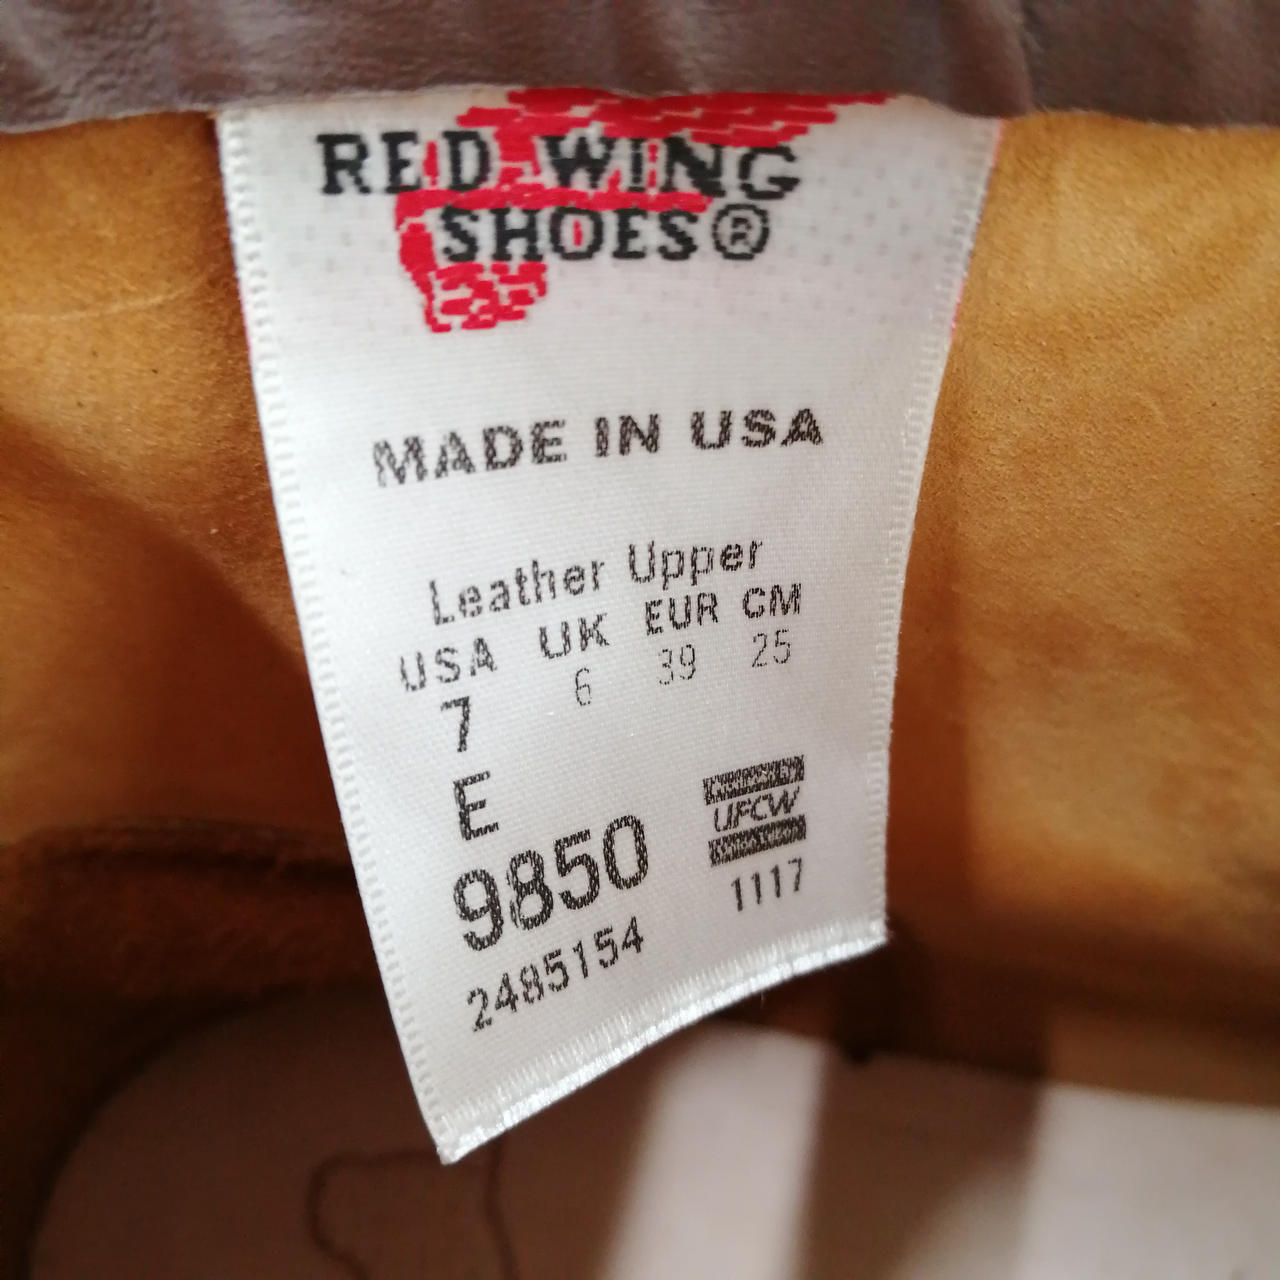 RED WING
SHOES®
MADE IN USA
Leather Upper
USA UK EUR CM
7 6 39 25
E
9850
UFCW
1117
2485154